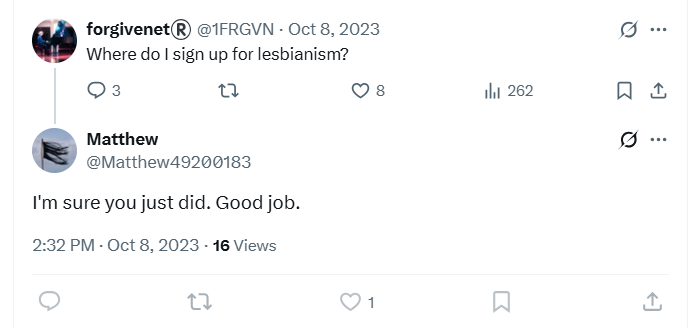 forgivenet® @1FRGVN · Oct 8, 2023
Where do I sign up for lesbianism?
3 8 262
Matthew
@Matthew49200183
I'm sure you just did. Good job.
2:32 PM · Oct 8, 2023 · 16 Views
1